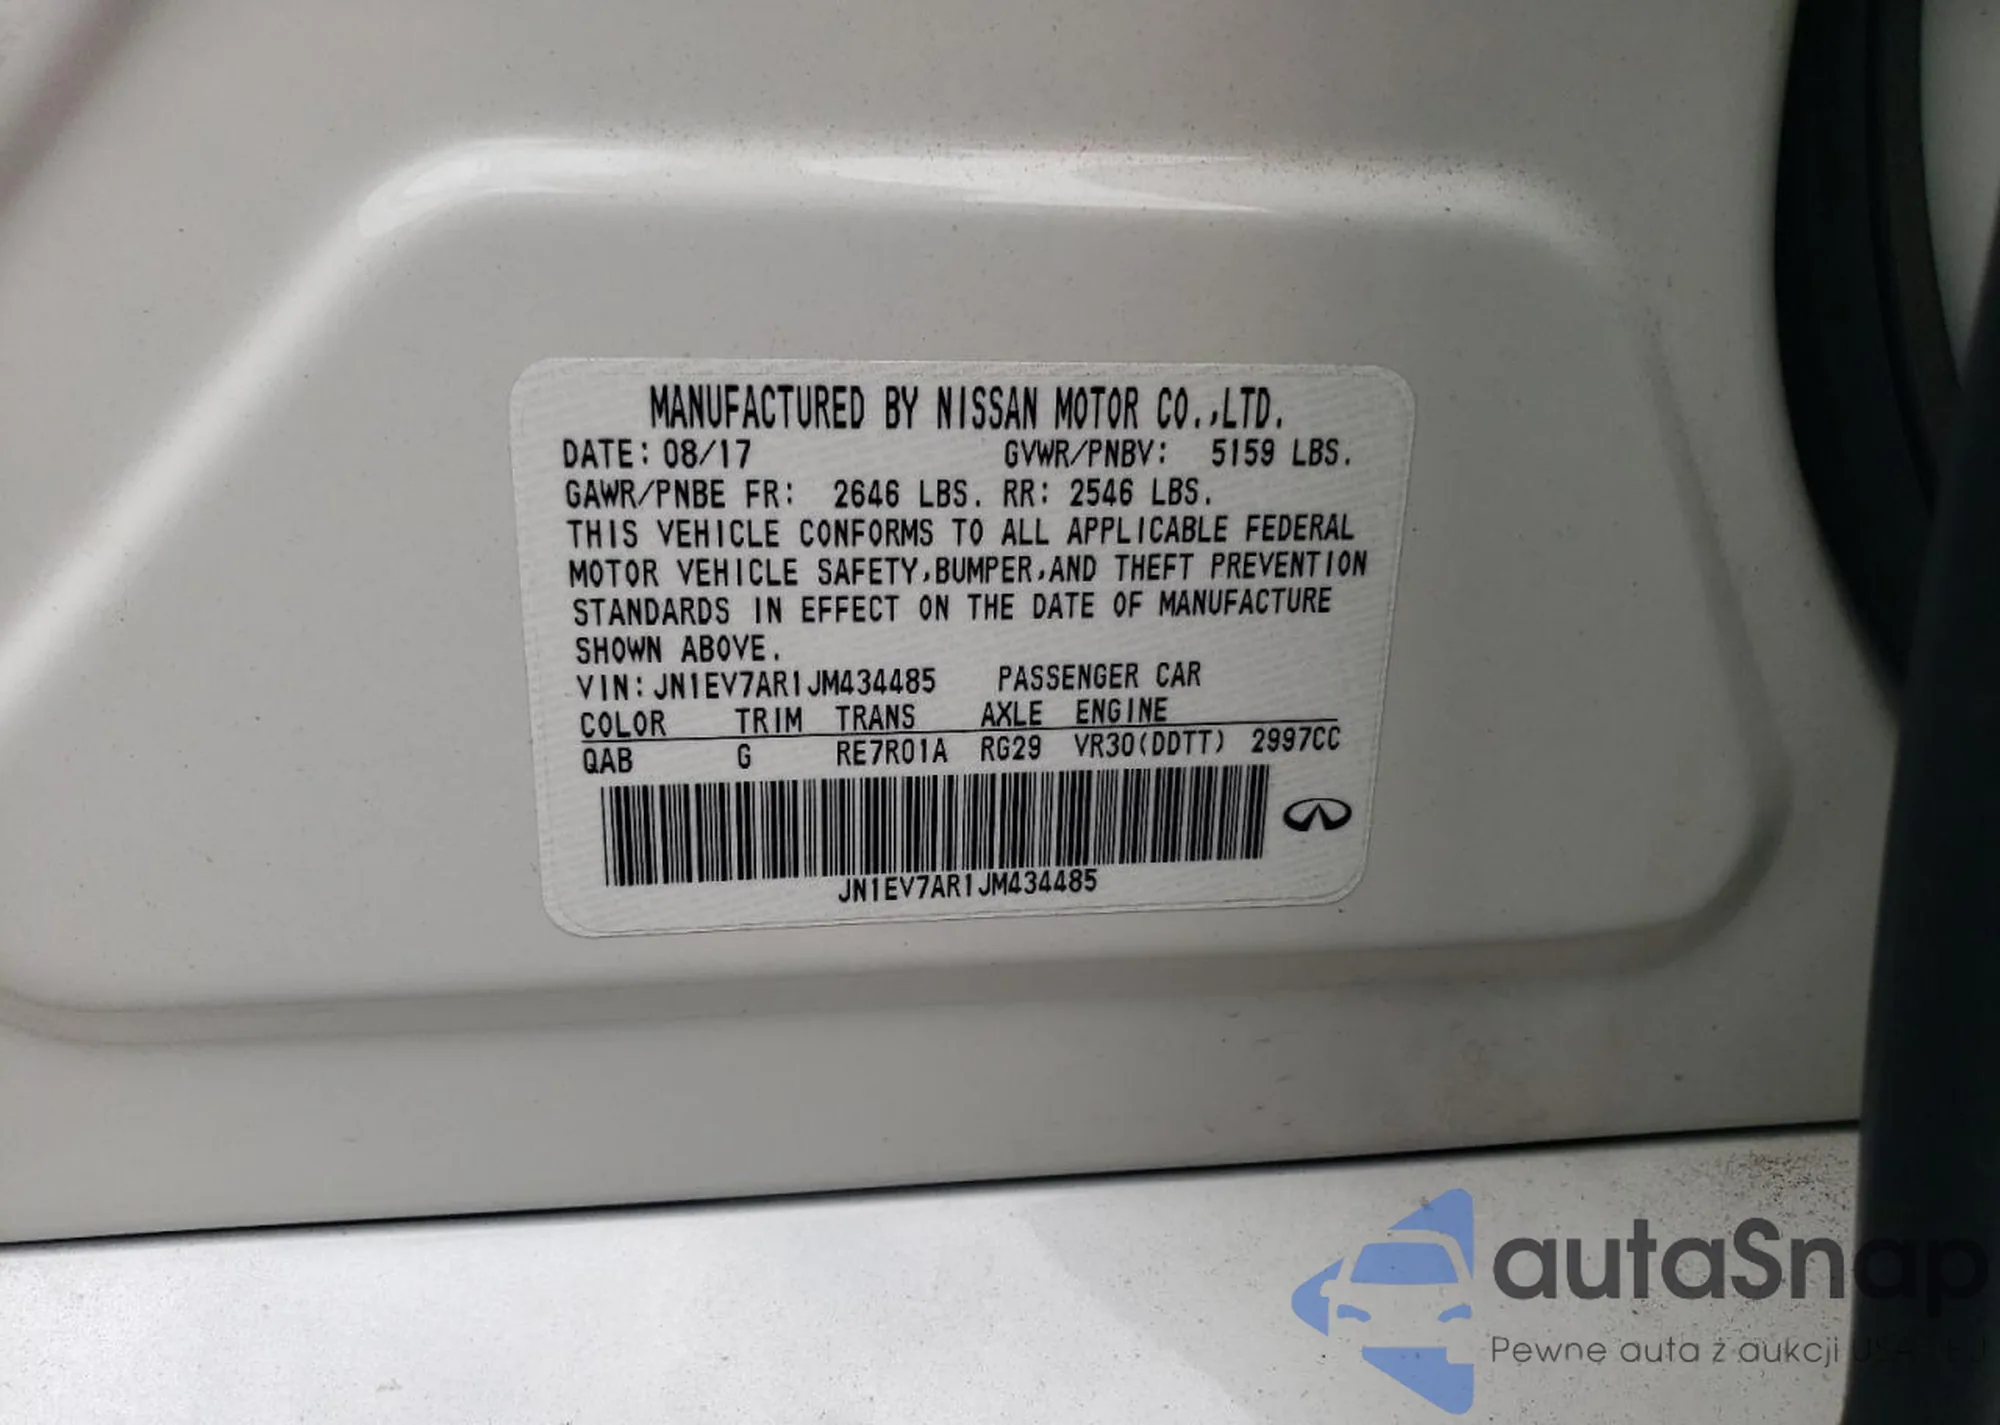 MANUFACTURED BY NISSAN MOTOR CO.,LTD.
DATE: 08/17 GVWR/PNBV: 5159 LBS.
GAWR/PNBE FR: 2646 LBS. RR: 2546 LBS.
THIS VEHICLE CONFORMS TO ALL APPLICABLE FEDERAL
MOTOR VEHICLE SAFETY,BUMPER,AND THEFT PREVENTION
STANDARDS IN EFFECT ON THE DATE OF MANUFACTURE
SHOWN ABOVE.
VIN: JN1EV7AR1JM434485 PASSENGER CAR
COLOR TRIM TRANS AXLE ENGINE
QAB G RE7R01A RG29 VR30(DDTT) 2997CC
JN1EV7AR1JM434485
autaSnap
Pewne auta z aukcji USA